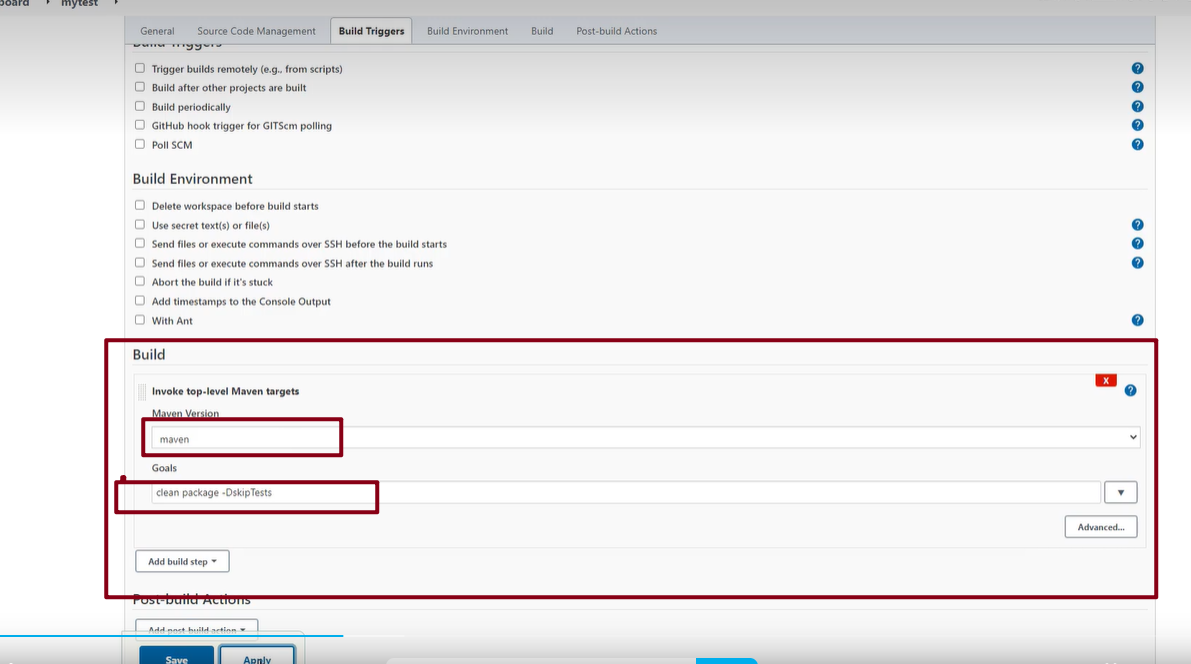 board mytest
General Source Code Management Build Triggers Build Environment Build Post-build Actions
Build Triggers
Trigger builds remotely (e.g., from scripts)
Build after other projects are built
Build periodically
GitHub hook trigger for GITScm polling
Poll SCM
Build Environment
Delete workspace before build starts
Use secret text(s) or file(s)
Send files or execute commands over SSH before the build starts
Send files or execute commands over SSH after the build runs
Abort the build if it's stuck
Add timestamps to the Console Output
With Ant
Build
X
Invoke top-level Maven targets
Maven Version
maven
Goals
clean package -DskipTests
Advanced...
Add build step
Post-build Actions
Add post-build action
Save Apply